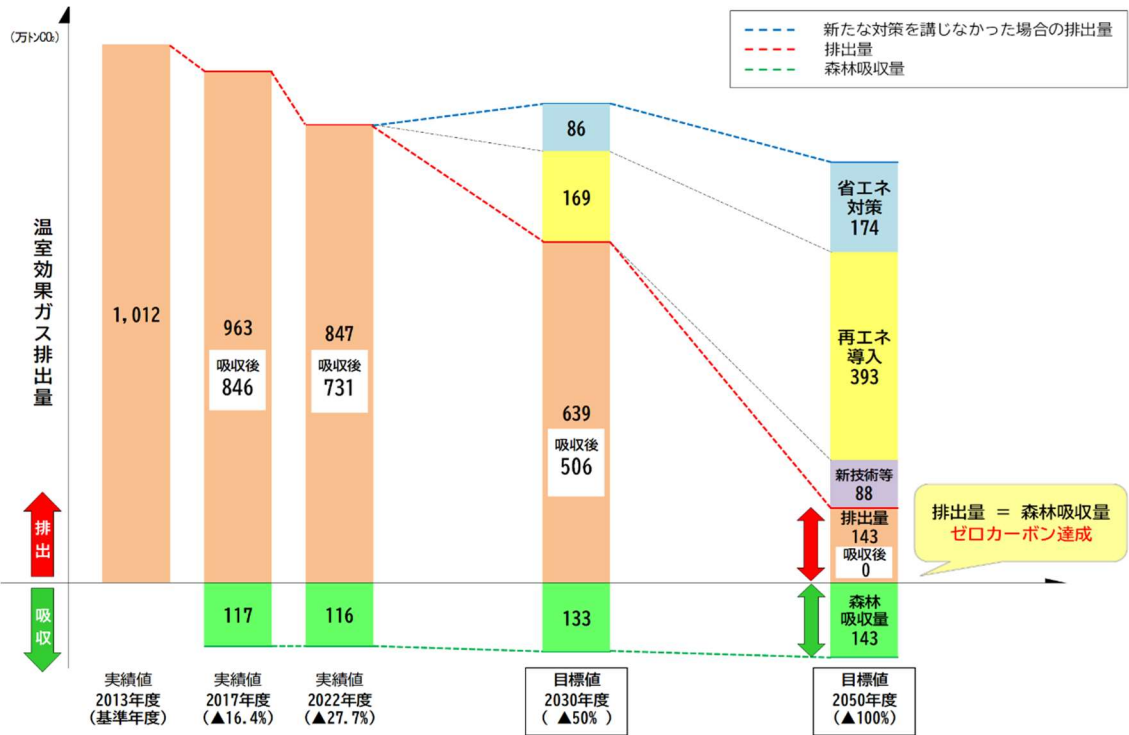 (万トンCO₂)
新たな対策を講じなかった場合の排出量
排出量
森林吸収量
温室効果ガス排出量
排出
吸収
1,012
963
吸収後
846
847
吸収後
731
86
169
639
吸収後
506
省エネ
対策
174
再エネ
導入
393
新技術等
88
排出量
143
吸収後
0
排出量 = 森林吸収量
ゼロカーボン達成
117
116
133
森林
吸収量
143
実績値
2013年度
(基準年度)
実績値
2017年度
(▲16.4%)
実績値
2022年度
(▲27.7%)
目標値
2030年度
( ▲50% )
目標値
2050年度
(▲100%)